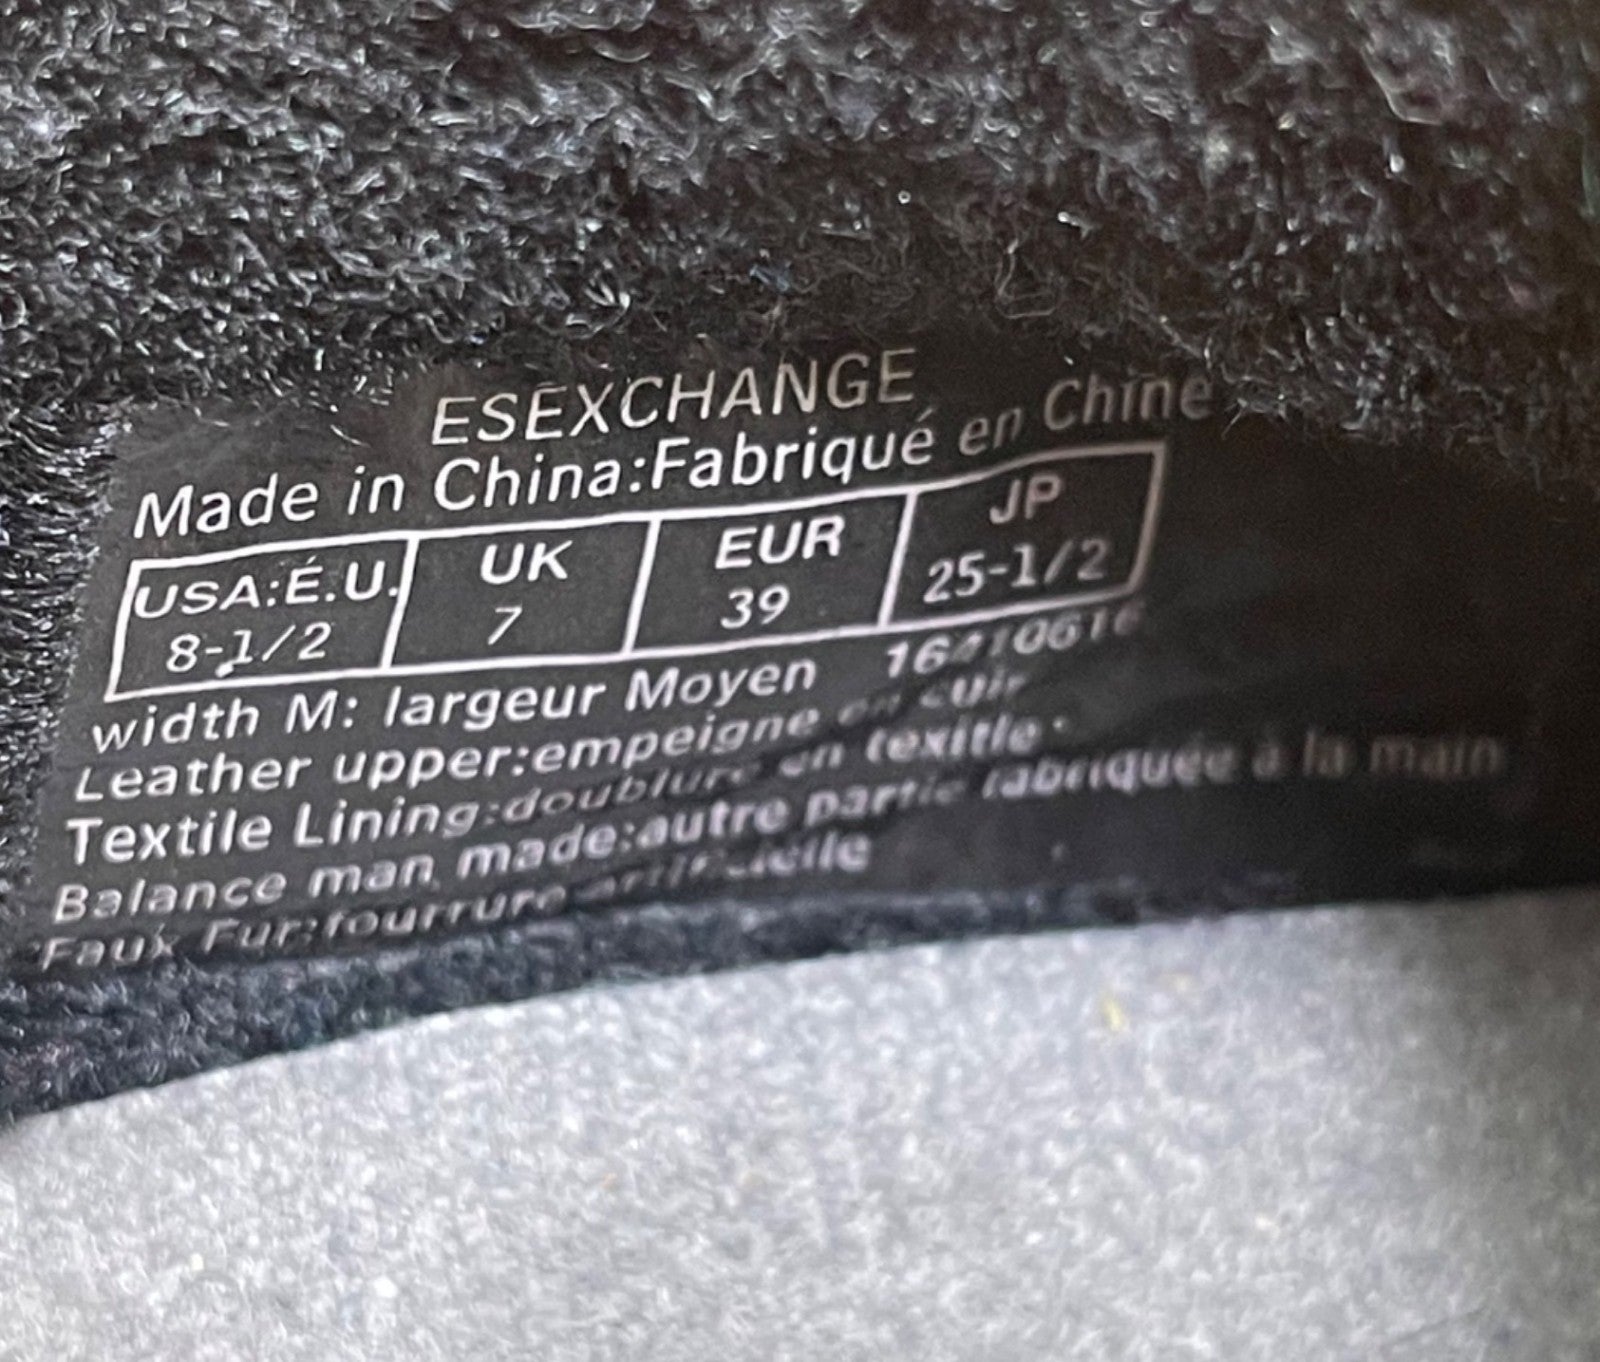 ESEXCHANGE
Made in China:Fabriqué en Chine
USA:É.U. UK EUR JP
8-1/2 7 39 25-1/2
width M: largeur Moyen
Leather upper:empeigne en cuir
Textile Lining:doublure en texitle
Balance man made:autre partie fabriquée à la main
Faux Fur:fourrure artificielle